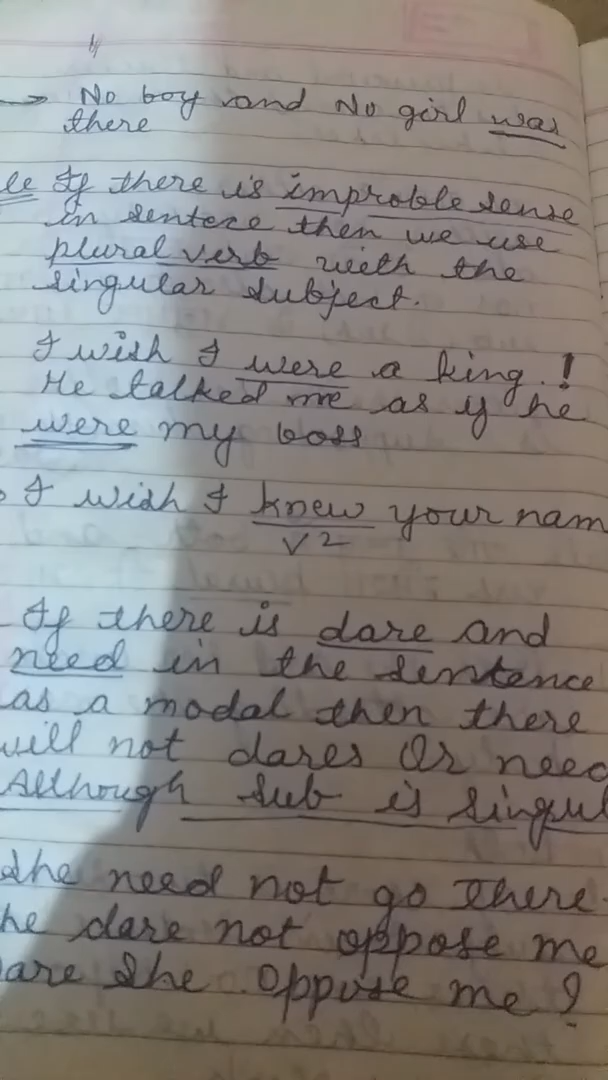 → No boy and No girl was
there
le If there is improble sense
in sentece then we use
plural verb with the
singular subject.
I wish I were a king.!
He talked me as if he
were my boss
I wish I knew your nam
V2
If there is dare and
need in the sentence
as a modal then there
will not dares or need
Although sub is singul
She need not go there.
he dare not oppose me
are she oppose me ?